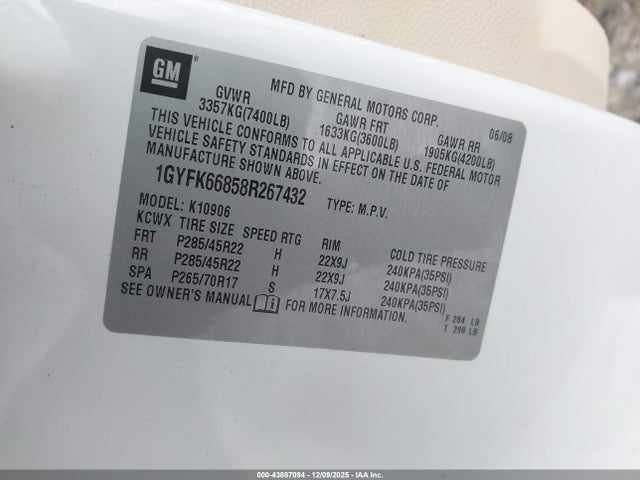 GM
MFD BY GENERAL MOTORS CORP. 06/08
GVWR GAWR FRT GAWR RR
3357KG(7400LB) 1633KG(3600LB) 1905KG(4200LB)
THIS VEHICLE CONFORMS TO ALL APPLICABLE U.S. FEDERAL MOTOR
VEHICLE SAFETY STANDARDS IN EFFECT ON THE DATE OF
MANUFACTURE SHOWN ABOVE.
1GYFK66858R267432 TYPE: M.P.V.
MODEL: K10906
KCWX TIRE SIZE SPEED RTG RIM COLD TIRE PRESSURE
FRT P285/45R22 H 22X9J 240KPA(35PSI)
RR P285/45R22 H 22X9J 240KPA(35PSI)
SPA P265/70R17 S 17X7.5J 240KPA(35PSI)
SEE OWNER'S MANUAL FOR MORE INFORMATION.
F 284 LB
T 298 LB
00-43887094 | 12/09/2025 | IAA Inc.